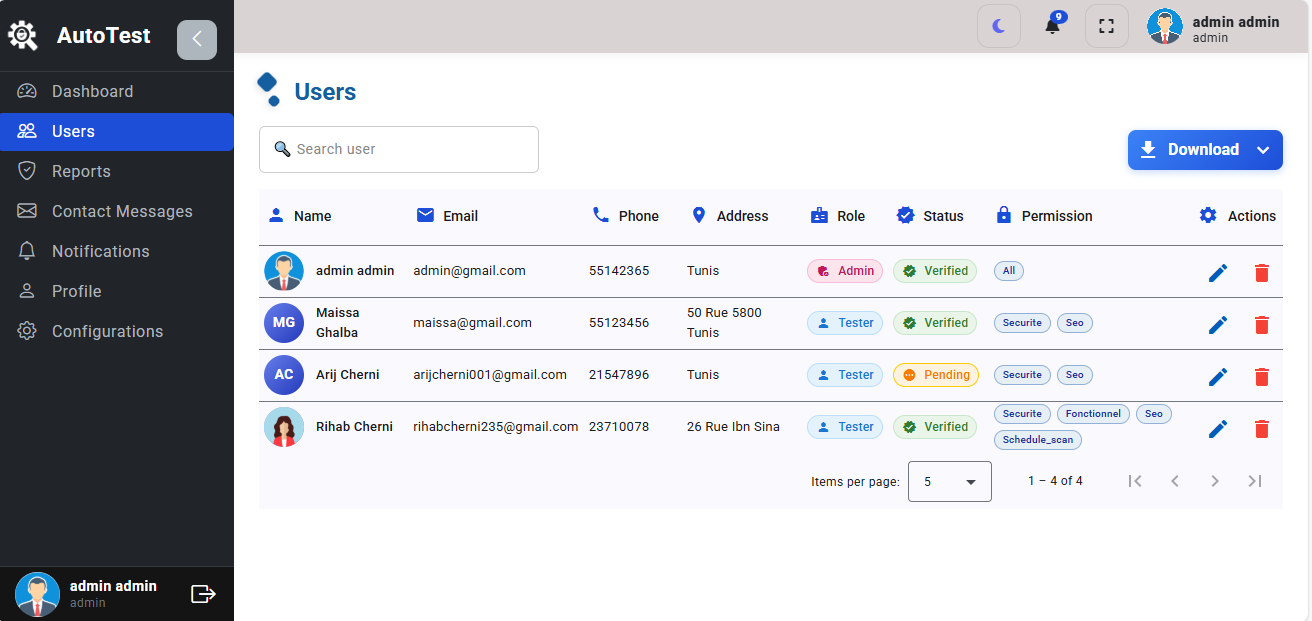 AutoTest
Dashboard
Users
Reports
Contact Messages
Notifications
Profile
Configurations
admin admin
admin
9
admin admin
admin
Users
Search user
Download
Name Email Phone Address Role Status Permission Actions
admin admin admin@gmail.com 55142365 Tunis Admin Verified All
MG Maissa Ghalba maissa@gmail.com 55123456 50 Rue 5800 Tunis Tester Verified Securite Seo
AC Arij Cherni arijcherni001@gmail.com 21547896 Tunis Tester Pending Securite Seo
Rihab Cherni rihabcherni235@gmail.com 23710078 26 Rue Ibn Sina Tester Verified Securite Fonctionnel Seo Schedule_scan
Items per page: 5 1 – 4 of 4